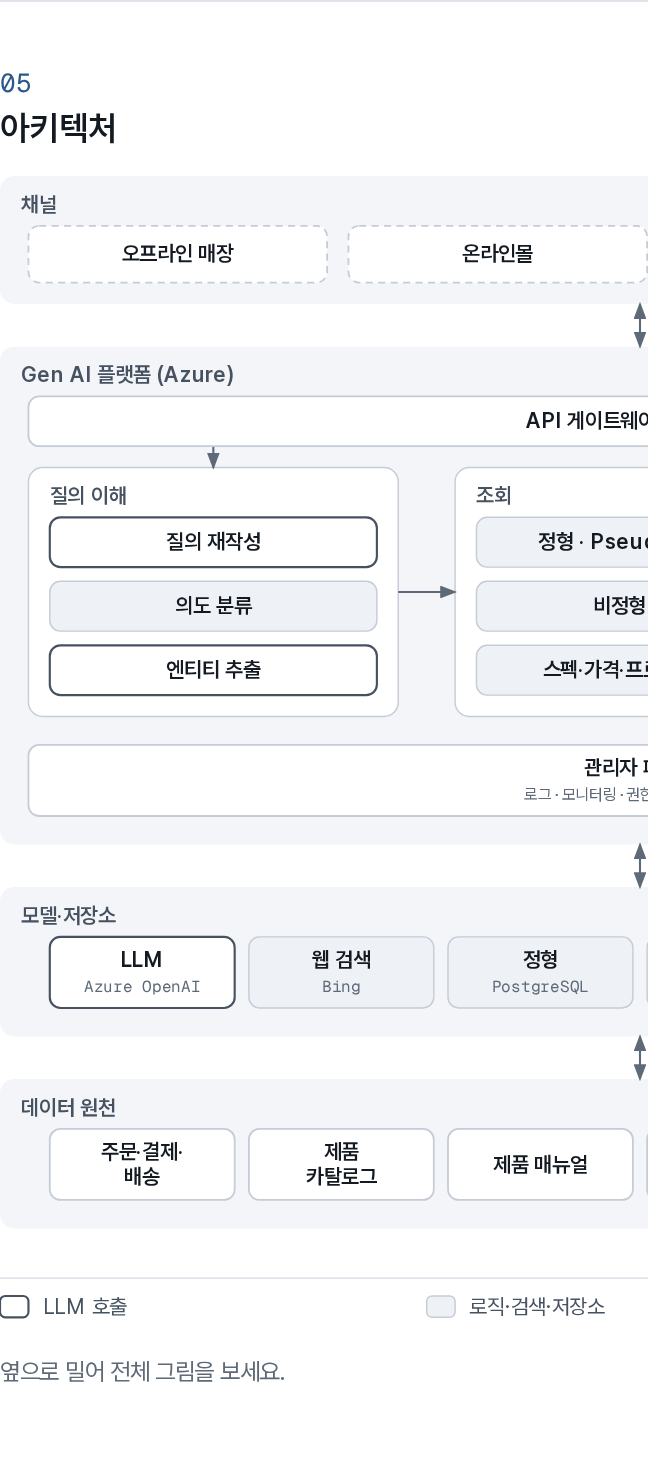 05
아키텍처
채널
오프라인 매장
온라인몰
Gen AI 플랫폼 (Azure)
API 게이트웨이
질의 이해
질의 재작성
의도 분류
엔티티 추출
조회
정형 ·
비정형
스펙·가격·
관리자
로그 · 모니터링 ·
모델·저장소
LLM
Azure OpenAI
웹 검색
Bing
정형
PostgreSQL
데이터 원천
주문·결제·
배송
제품
카탈로그
제품 매뉴얼
LLM 호출
로직·검색·저장소
옆으로 밀어 전체 그림을 보세요.